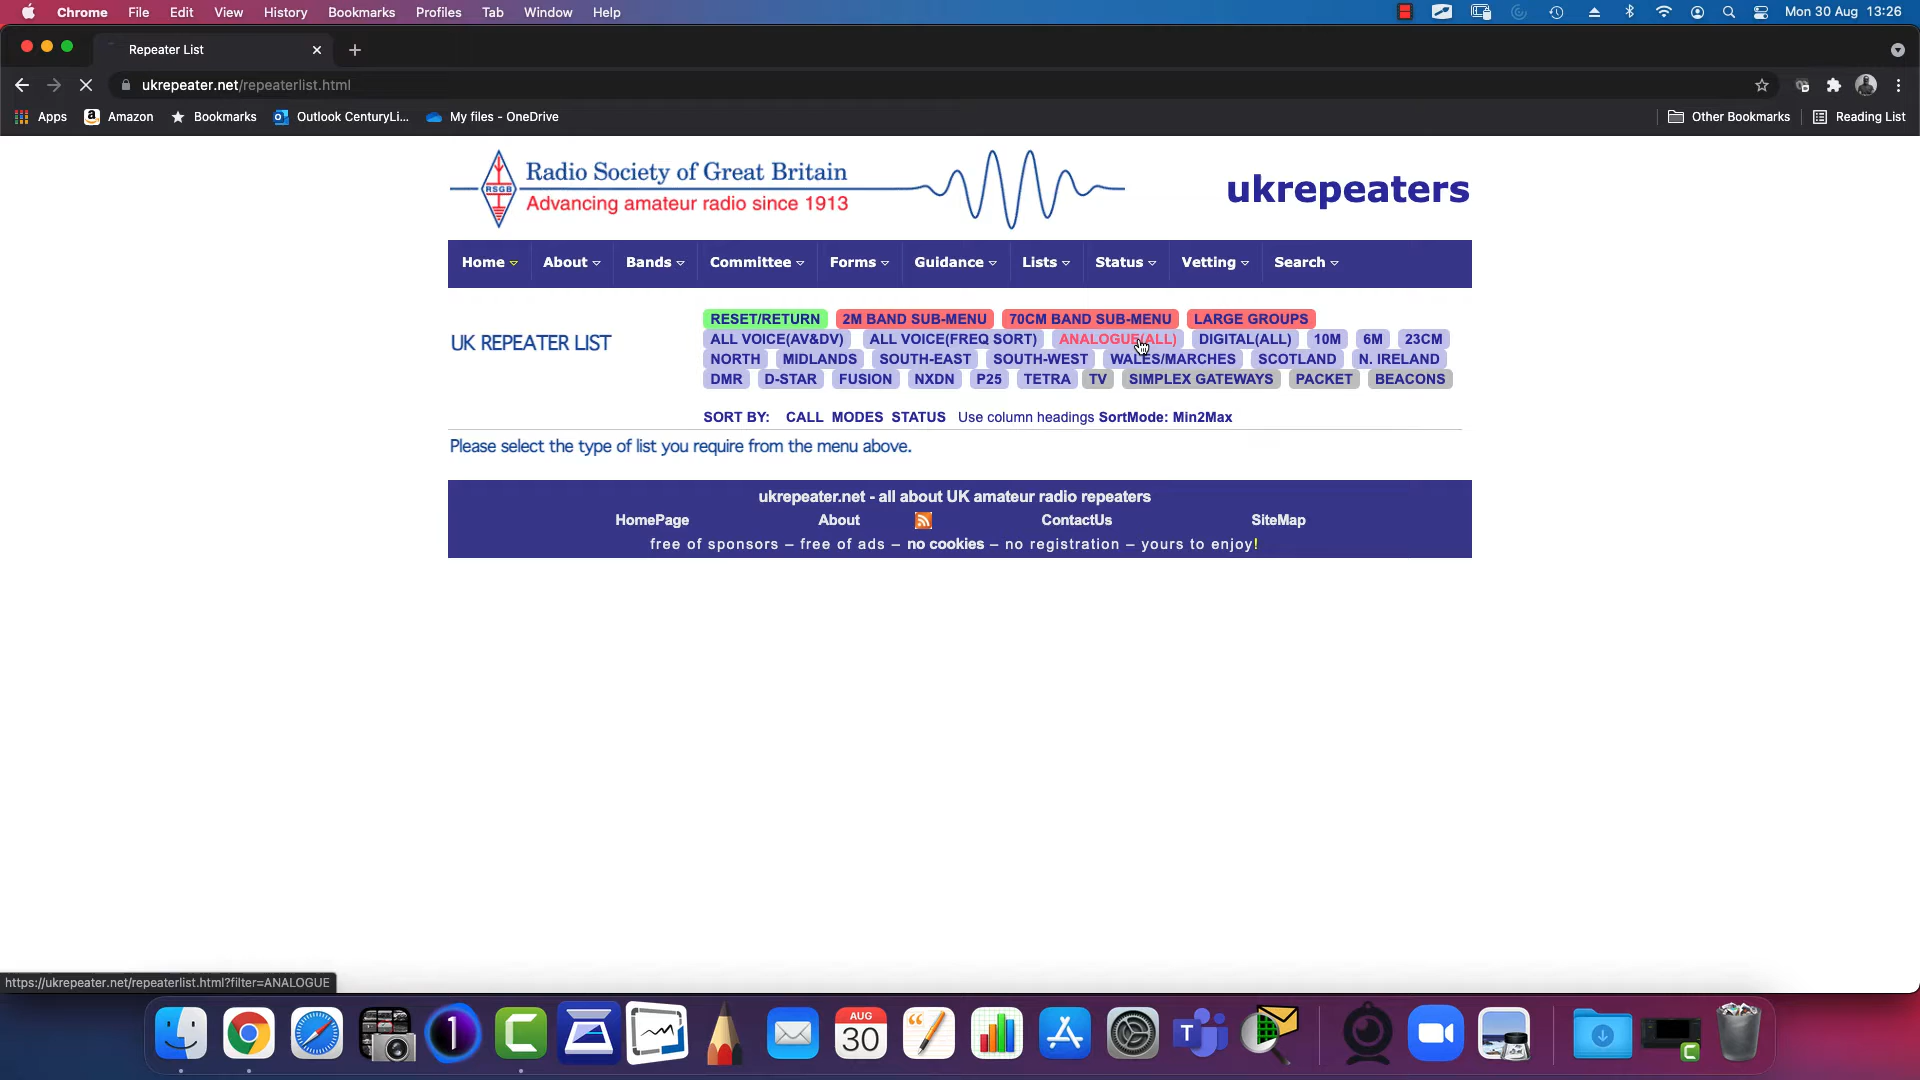 Chrome File Edit View History Bookmarks Profiles Tab Window Help Mon 30 Aug 13:26
Repeater List
ukrepeater.net/repeaterlist.html
Apps Amazon Bookmarks Outlook CenturyLi... My files - OneDrive Other Bookmarks Reading List
RSGB
Radio Society of Great Britain
Advancing amateur radio since 1913
ukrepeaters
Home About Bands Committee Forms Guidance Lists Status Vetting Search
UK REPEATER LIST
RESET/RETURN 2M BAND SUB-MENU 70CM BAND SUB-MENU LARGE GROUPS
ALL VOICE(AV&DV) ALL VOICE(FREQ SORT) ANALOGUE(ALL) DIGITAL(ALL) 10M 6M 23CM
NORTH MIDLANDS SOUTH-EAST SOUTH-WEST WALES/MARCHES SCOTLAND N. IRELAND
DMR D-STAR FUSION NXDN P25 TETRA TV SIMPLEX GATEWAYS PACKET BEACONS
SORT BY: CALL MODES STATUS Use column headings SortMode: Min2Max
Please select the type of list you require from the menu above.
ukrepeater.net - all about UK amateur radio repeaters
HomePage About ContactUs SiteMap
free of sponsors – free of ads – no cookies – no registration – yours to enjoy!
https://ukrepeater.net/repeaterlist.html?filter=ANALOGUE
1
AUG
30
T